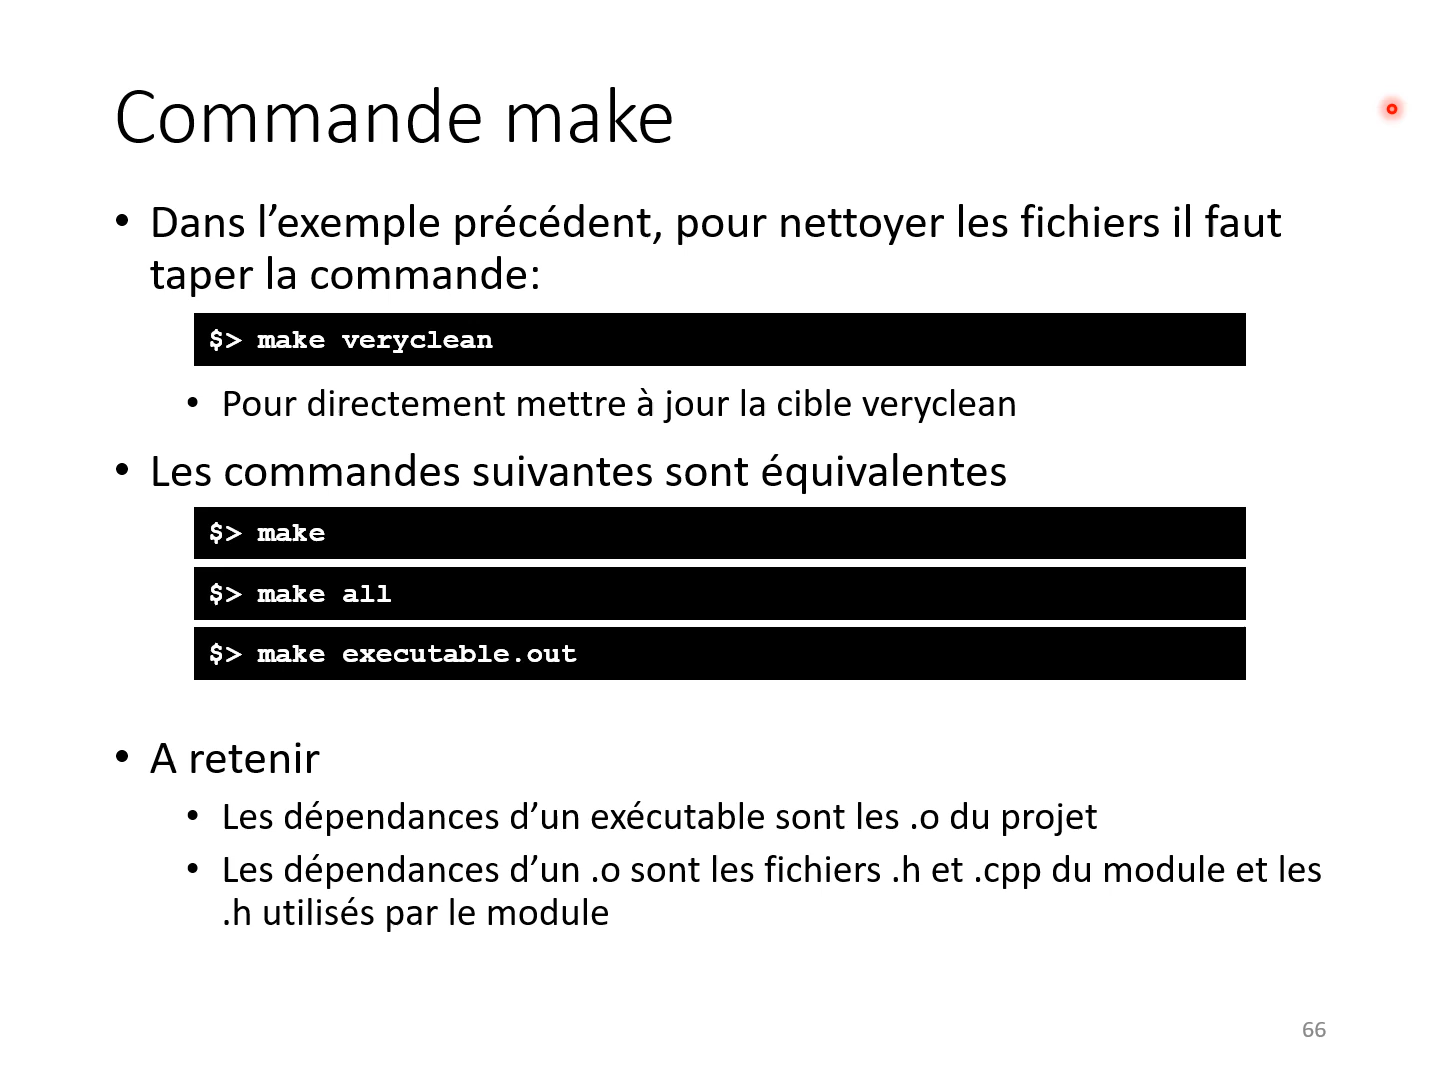 Commande make
• Dans l’exemple précédent, pour nettoyer les fichiers il faut
taper la commande:
$> make veryclean
• Pour directement mettre à jour la cible veryclean
• Les commandes suivantes sont équivalentes
$> make
$> make all
$> make executable.out
• A retenir
• Les dépendances d’un exécutable sont les .o du projet
• Les dépendances d’un .o sont les fichiers .h et .cpp du module et les
.h utilisés par le module
66